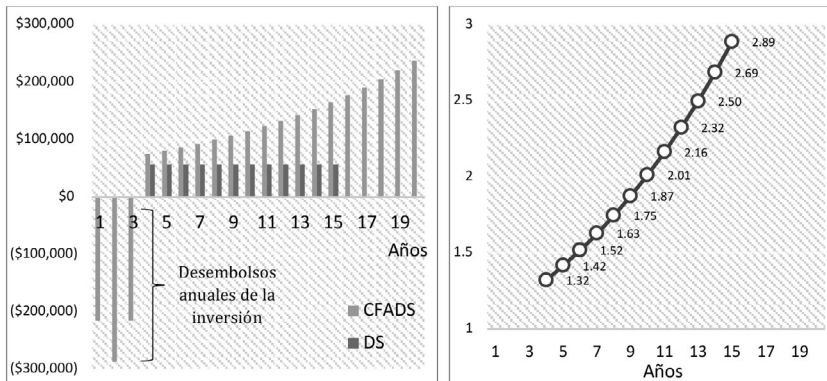 $300,000
$200,000
$100,000
$0
($100,000)
($200,000)
($300,000)
1 3 5 7 9 11 13 15 17 19
Años
Desembolsos
anuales de la
inversión
CFADS
DS
3
2.5
2
1.5
1
2.89
2.69
2.50
2.32
2.16
2.01
1.87
1.75
1.63
1.52
1.42
1.32
1 3 5 7 9 11 13 15 17 19
Años